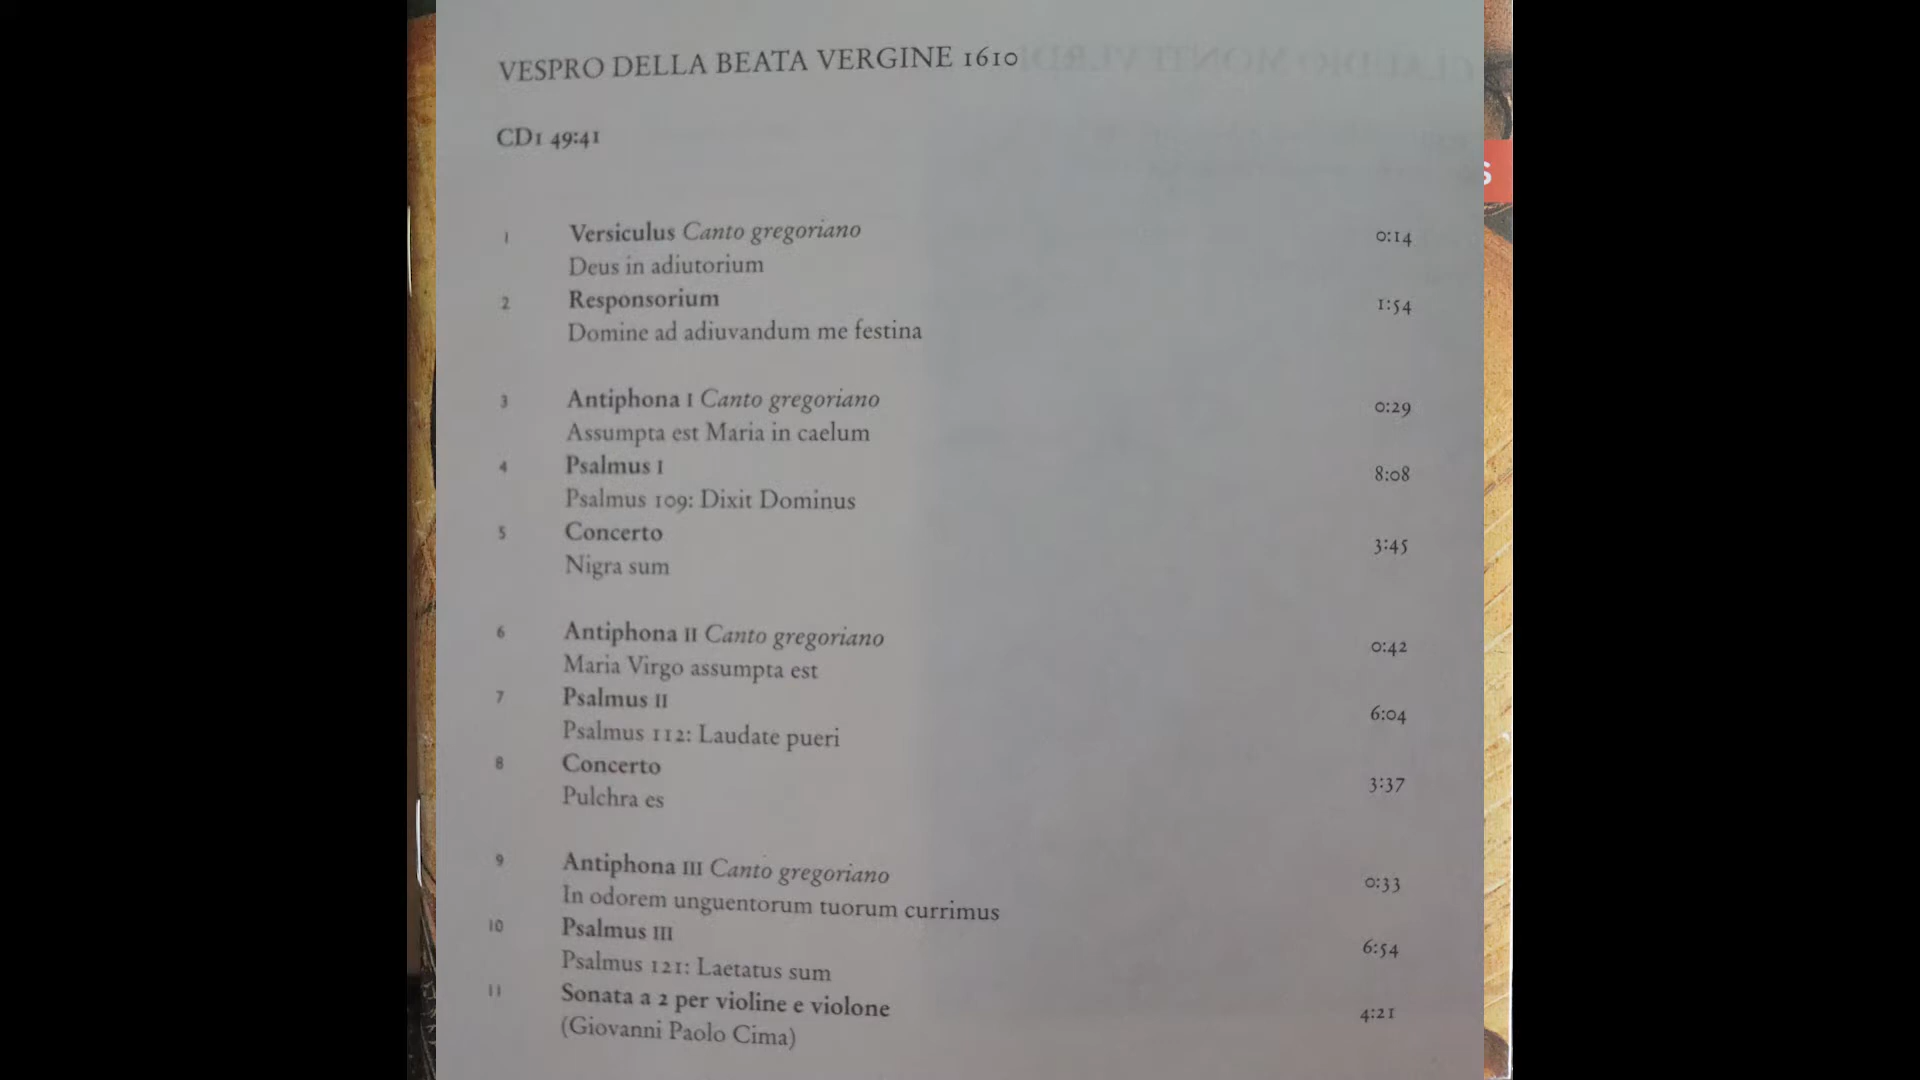 VESPRO DELLA BEATA VERGINE 1610
CD1 49:41
1 Versiculus Canto gregoriano 0:14
Deus in adiutorium
2 Responsorium 1:54
Domine ad adiuvandum me festina
3 Antiphona I Canto gregoriano 0:29
Assumpta est Maria in caelum
4 Psalmus I 8:08
Psalmus 109: Dixit Dominus
5 Concerto 3:45
Nigra sum
6 Antiphona II Canto gregoriano 0:42
Maria Virgo assumpta est
7 Psalmus II 6:04
Psalmus 112: Laudate pueri
8 Concerto 3:37
Pulchra es
9 Antiphona III Canto gregoriano 0:33
In odorem unguentorum tuorum currimus
10 Psalmus III 6:54
Psalmus 121: Laetatus sum
11 Sonata a 2 per violine e violone 4:21
(Giovanni Paolo Cima)